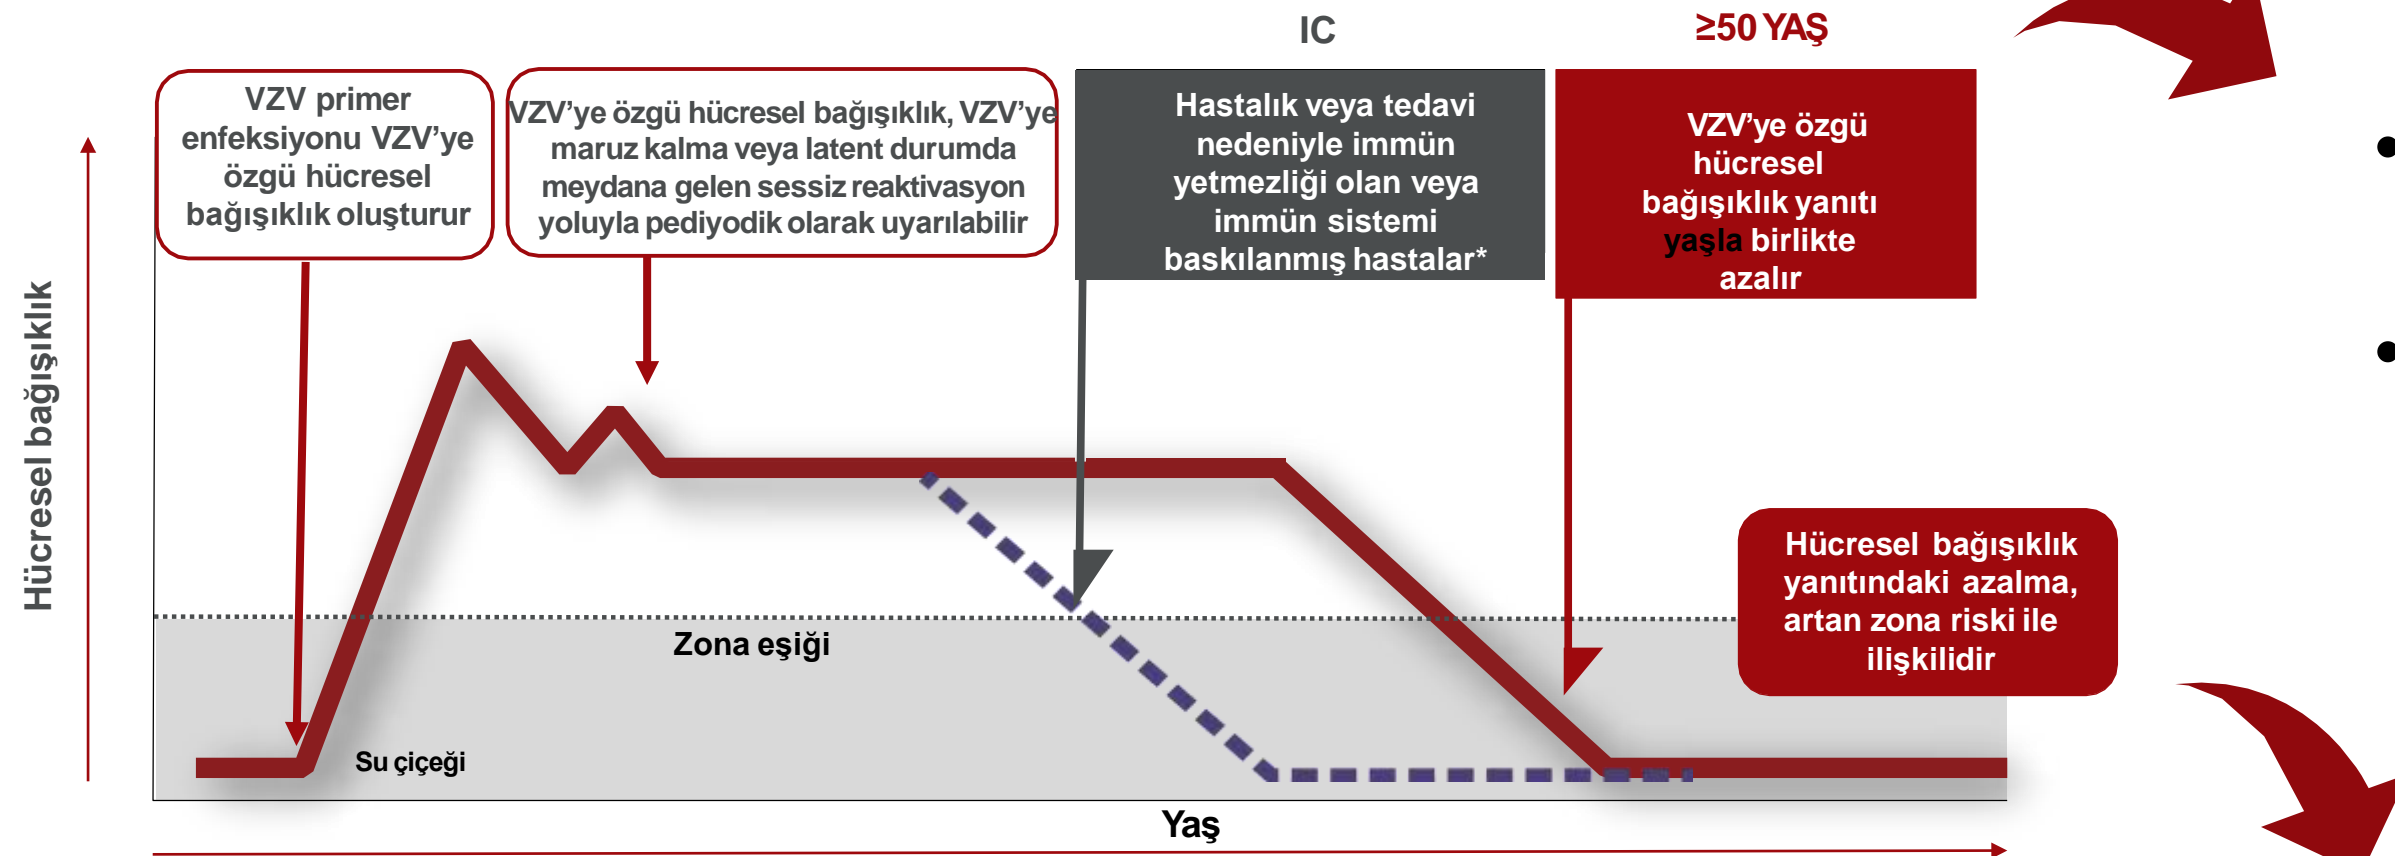 IC
≥50 YAŞ
VZV primer
enfeksiyonu VZV’ye
özgü hücresel
bağışıklık oluşturur
VZV’ye özgü hücresel bağışıklık, VZV’ye
maruz kalma veya latent durumda
meydana gelen sessiz reaktivasyon
yoluyla pediyodik olarak uyarılabilir
Hastalık veya tedavi
nedeniyle immün
yetmezliği olan veya
immün sistemi
baskılanmış hastalar*
VZV’ye özgü
hücresel
bağışıklık yanıtı
yaşla birlikte
azalır
Hücresel bağışıklık
Hücresel bağışıklık
yanıtındaki azalma,
artan zona riski ile
ilişkilidir
Zona eşiği
Su çiçeği
Yaş